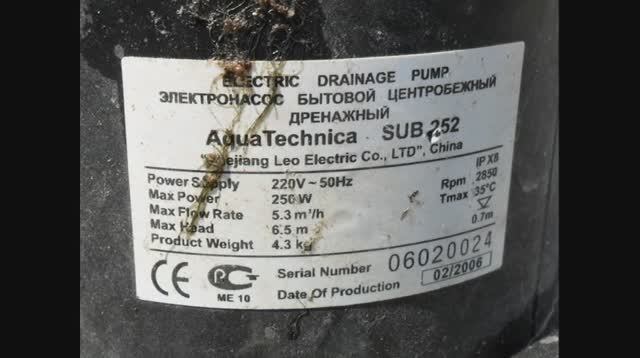 ELECTRIC DRAINAGE PUMP
ЭЛЕКТРОНАСОС БЫТОВОЙ ЦЕНТРОБЕЖНЫЙ
ДРЕНАЖНЫЙ
AquaTechnica SUB 252
Zhejiang Leo Electric Co., LTD", China
IP X8
Power Supply 220V ~ 50Hz Rpm 2850
Max Power 250 W Tmax 35°C
Max Flow Rate 5.3 m³/h
Max Head 6.5 m 0.7m
Product Weight 4.3 kg
CE РС ME 10
Serial Number 06020024
Date Of Production 02/2006